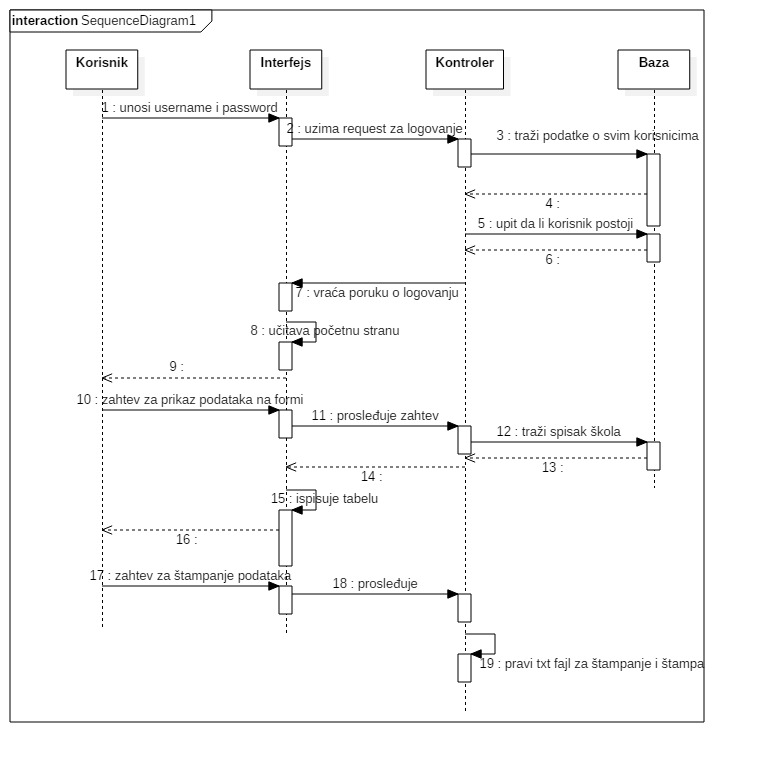 interaction SequenceDiagram1
Korisnik
Interfejs
Kontroler
Baza
1 : unosi username i password
2 : uzima request za logovanje
3 : traži podatke o svim korisnicima
4 :
5 : upit da li korisnik postoji
6 :
7 : vraća poruku o logovanju
8 : učitava početnu stranu
9 :
10 : zahtev za prikaz podataka na formi
11 : prosleđuje zahtev
12 : traži spisak škola
13 :
14 :
15 : ispisuje tabelu
16 :
17 : zahtev za štampanje podataka
18 : prosleđuje
19 : pravi txt fajl za štampanje i štampa